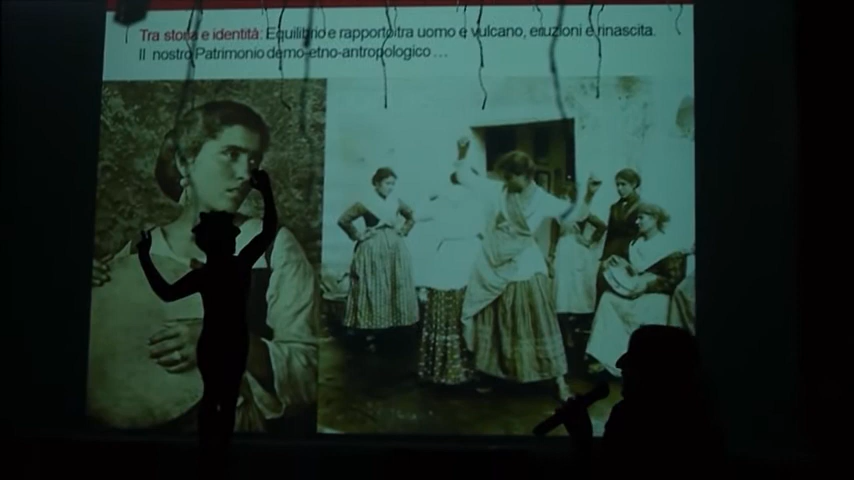 Tra storia e identità: Equilibrio e rapporto tra uomo e vulcano, eruzioni e rinascita.
Il nostro Patrimonio demo-etno-antropologico ...